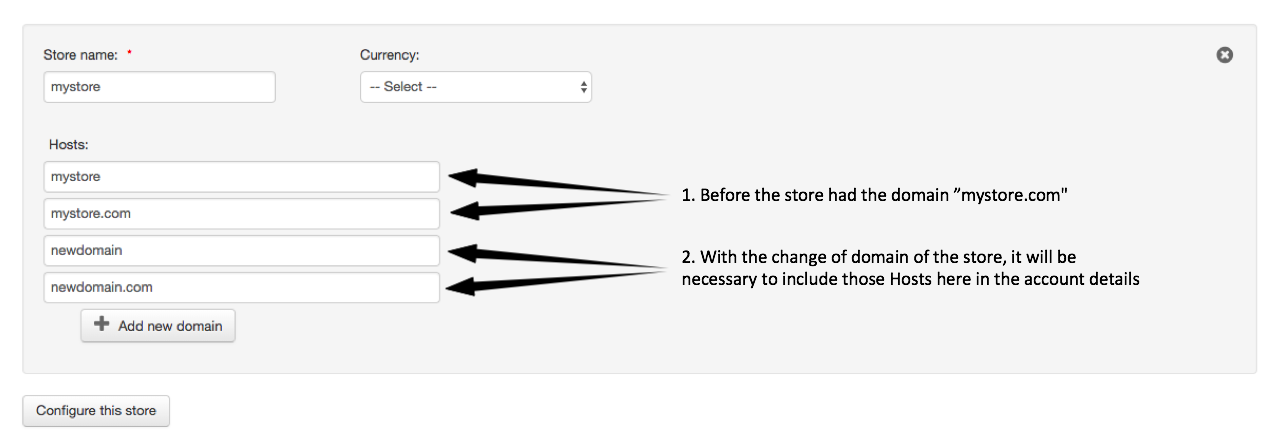 Store name: *
Currency:
mystore
-- Select --
Hosts:
mystore
mystore.com
newdomain
newdomain.com
Add new domain
1. Before the store had the domain ”mystore.com"
2. With the change of domain of the store, it will be
necessary to include those Hosts here in the account details
Configure this store